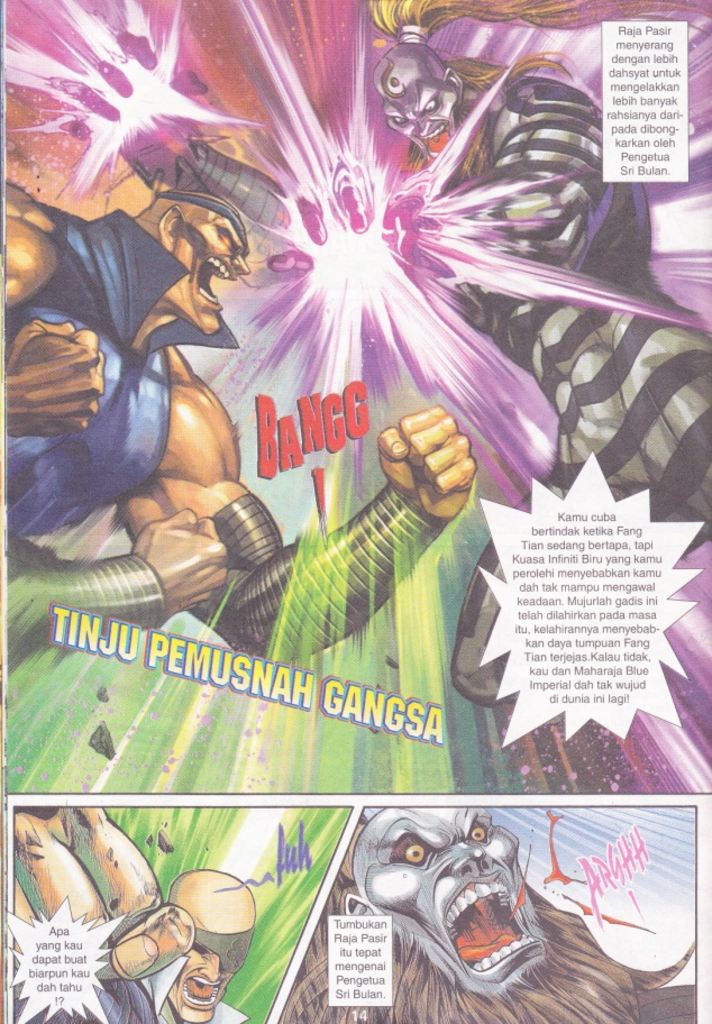 Raja Pasir
menyerang
dengan lebih
dahsyat untuk
mengelakkan
lebih banyak
rahsianya dari-
pada dibong-
karkan oleh
Pengetua
Sri Bulan.
BANGG
!
Kamu cuba
bertindak ketika Fang
Tian sedang bertapa, tapi
Kuasa Infiniti Biru yang kamu
perolehi menyebabkan kamu
dah tak mampu mengawal
keadaan. Mujurlah gadis ini
telah dilahirkan pada masa
itu, kelahirannya menyebab-
kan daya tumpuan Fang
Tian terjejas.Kalau tidak,
kau dan Maharaja Blue
Imperial dah tak wujud
di dunia ini lagi!
TINJU PEMUSNAH GANGSA
Apa
yang kau
dapat buat
biarpun kau
dah tahu
!?
Tumbukan
Raja Pasir
itu tepat
mengenai
Pengetua
Sri Bulan.
ARGHH
!
14